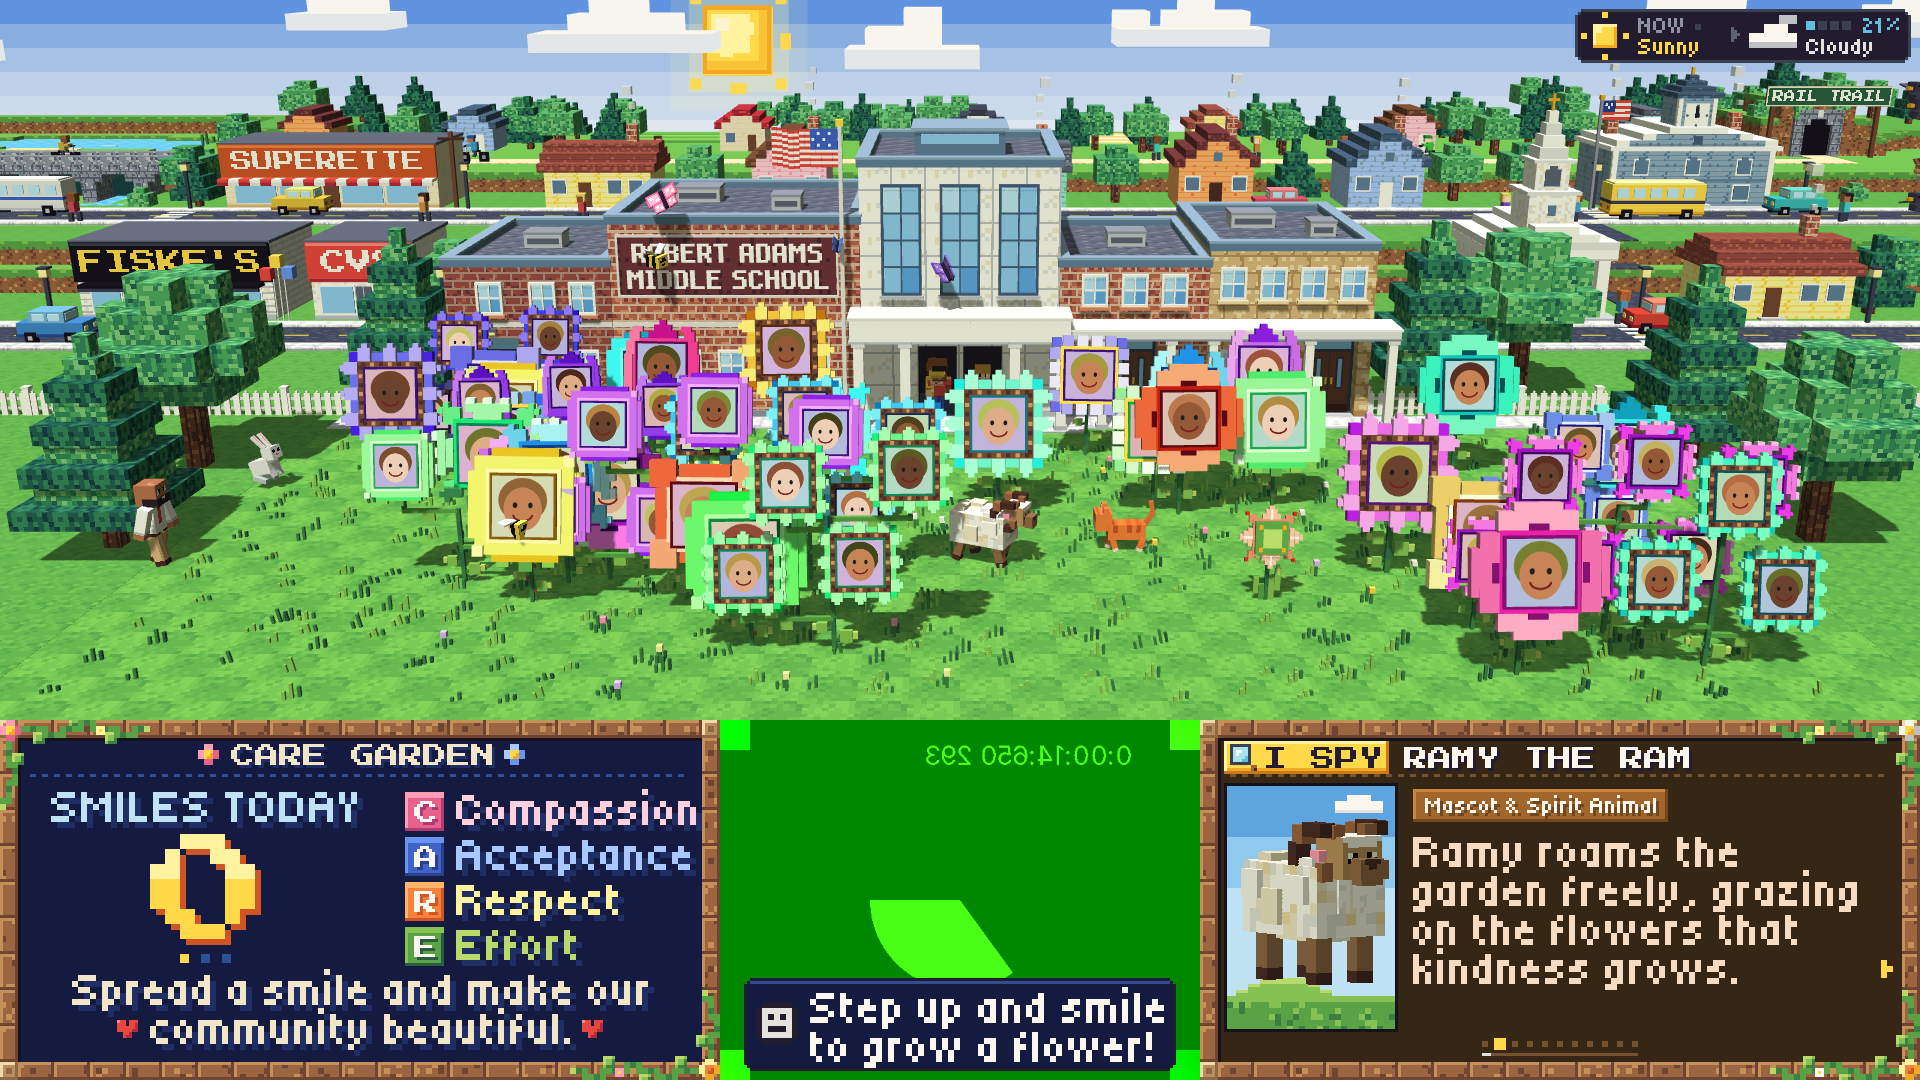 NOW
Sunny
21%
Cloudy
RAIL TRAIL
SUPERETTE
FISKE'S
CVS
ROBERT ADAMS
MIDDLE SCHOOL
CARE GARDEN
SMILES TODAY
0
C Compassion
A Acceptance
R Respect
E Effort
Spread a smile and make our
community beautiful.
0:00:14:650 293
Step up and smile
to grow a flower!
I SPY RAMY THE RAM
Mascot & Spirit Animal
Ramy roams the
garden freely, grazing
on the flowers that
kindness grows.